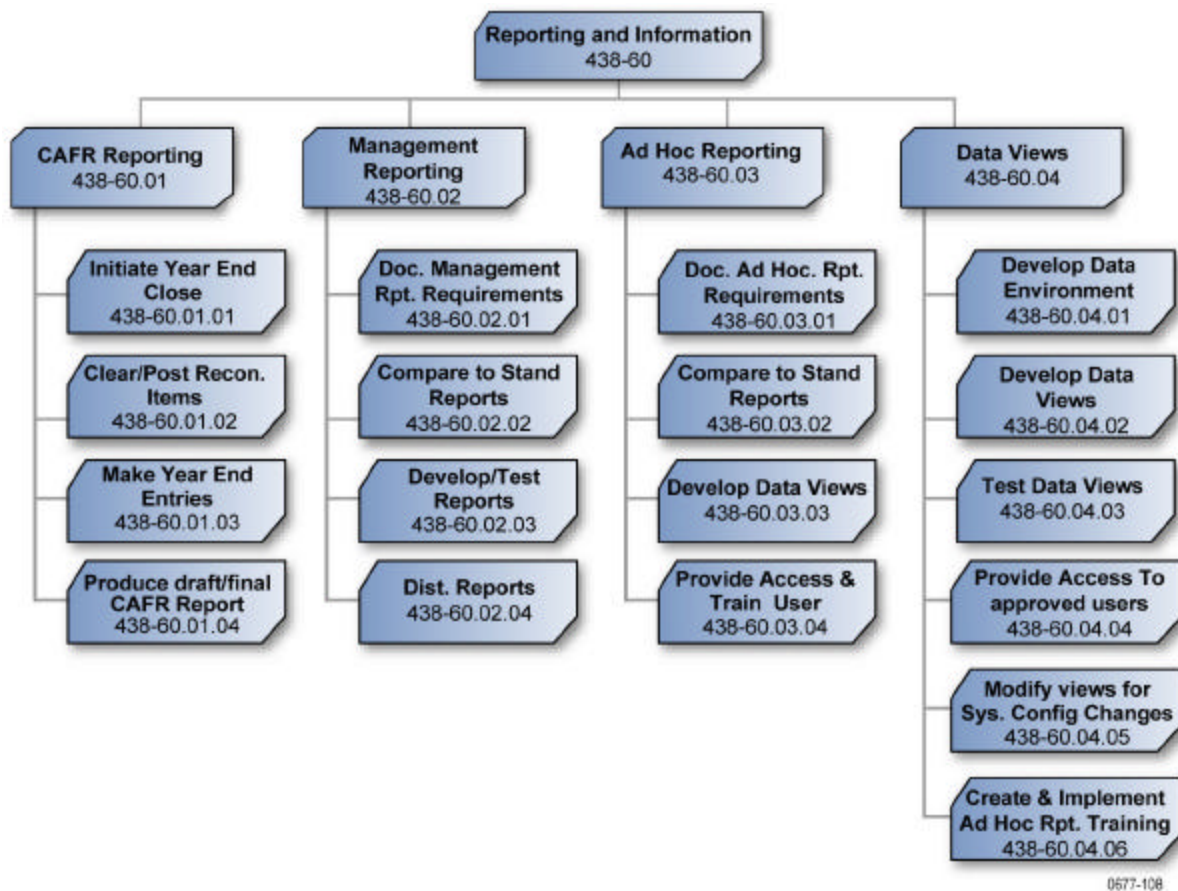 Reporting and Information
438-60
CAFR Reporting
438-60.01
Initiate Year End
Close
438-60.01.01
Clear/Post Recon.
Items
438-60.01.02
Make Year End
Entries
438-60.01.03
Produce draft/final
CAFR Report
438-60.01.04
Management
Reporting
438-60.02
Doc. Management
Rpt. Requirements
438-60.02.01
Compare to Stand
Reports
438-60.02.02
Develop/Test
Reports
438-60.02.03
Dist. Reports
438-60.02.04
Ad Hoc Reporting
438-60.03
Doc. Ad Hoc. Rpt.
Requirements
438-60.03.01
Compare to Stand
Reports
438-60.03.02
Develop Data Views
438-60.03.03
Provide Access &
Train User
438-60.03.04
Data Views
438-60.04
Develop Data
Environment
438-60.04.01
Develop Data
Views
438-60.04.02
Test Data Views
438-60.04.03
Provide Access To
approved users
438-60.04.04
Modify views for
Sys. Config Changes
438-60.04.05
Create & Implement
Ad Hoc Rpt. Training
438-60.04.06
0677-108